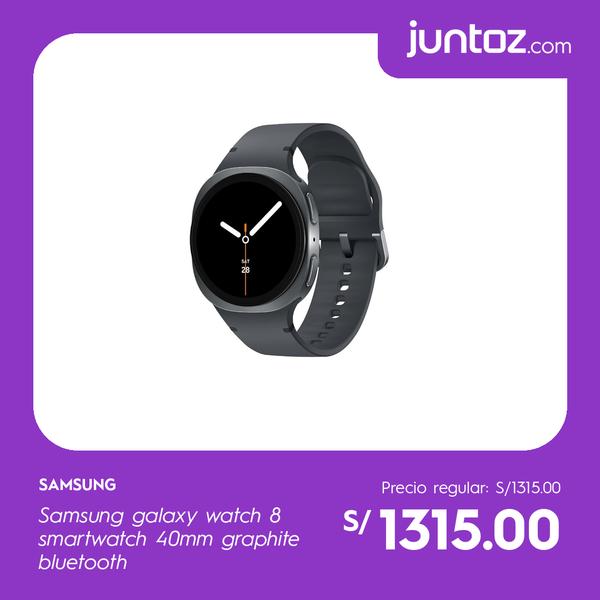 juntoz.com
SAT
28
SAMSUNG
Samsung galaxy watch 8
smartwatch 40mm graphite
bluetooth
Precio regular: S/1315.00
S/ 1315.00